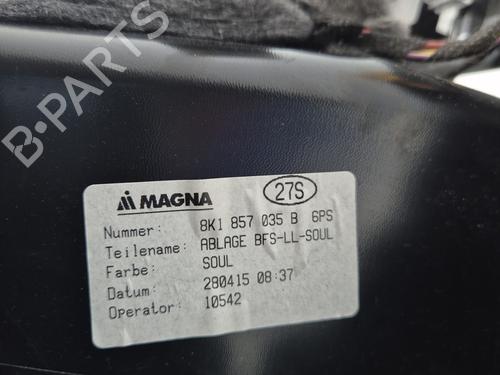 B-PARTS
MAGNA 27S
Nummer: 8K1 857 035 B 6PS
Teilename: ABLAGE BFS-LL-SOUL
Farbe: SOUL
Datum: 280415 08:37
Operator: 10542